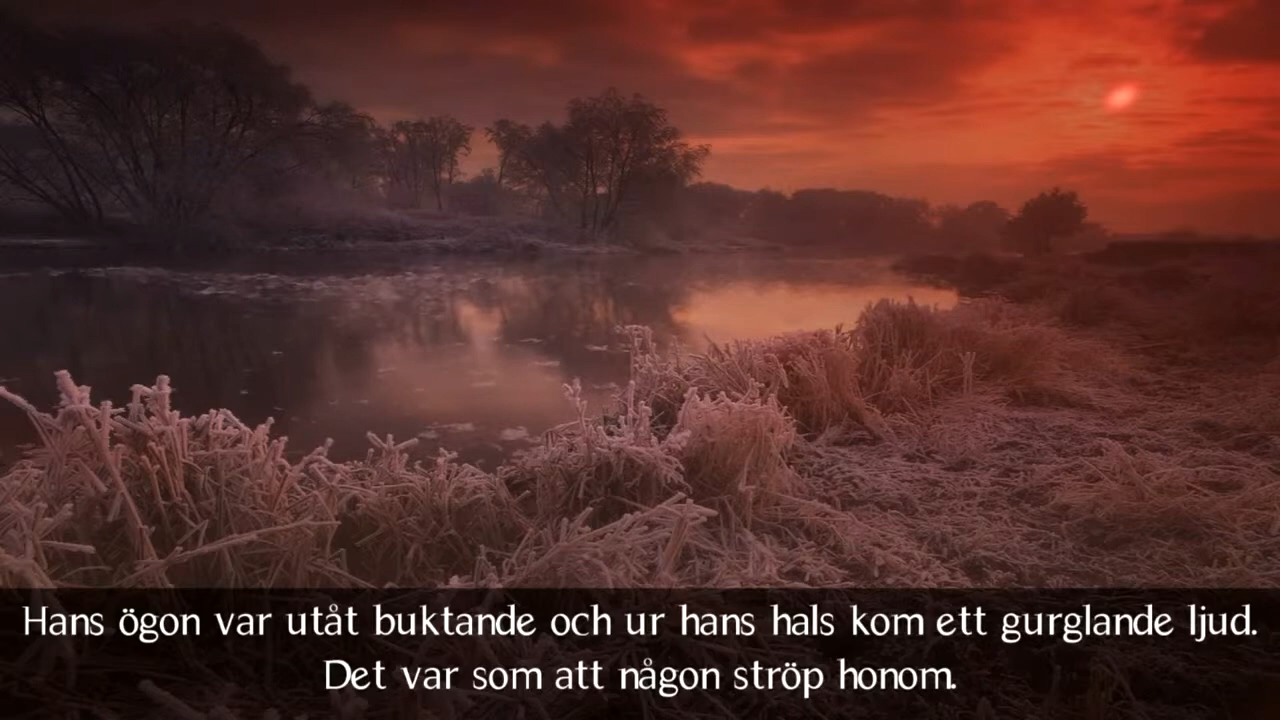 Hans ögon var utåt buktande och ur hans hals kom ett gurglande ljud.
Det var som att någon ströp honom.